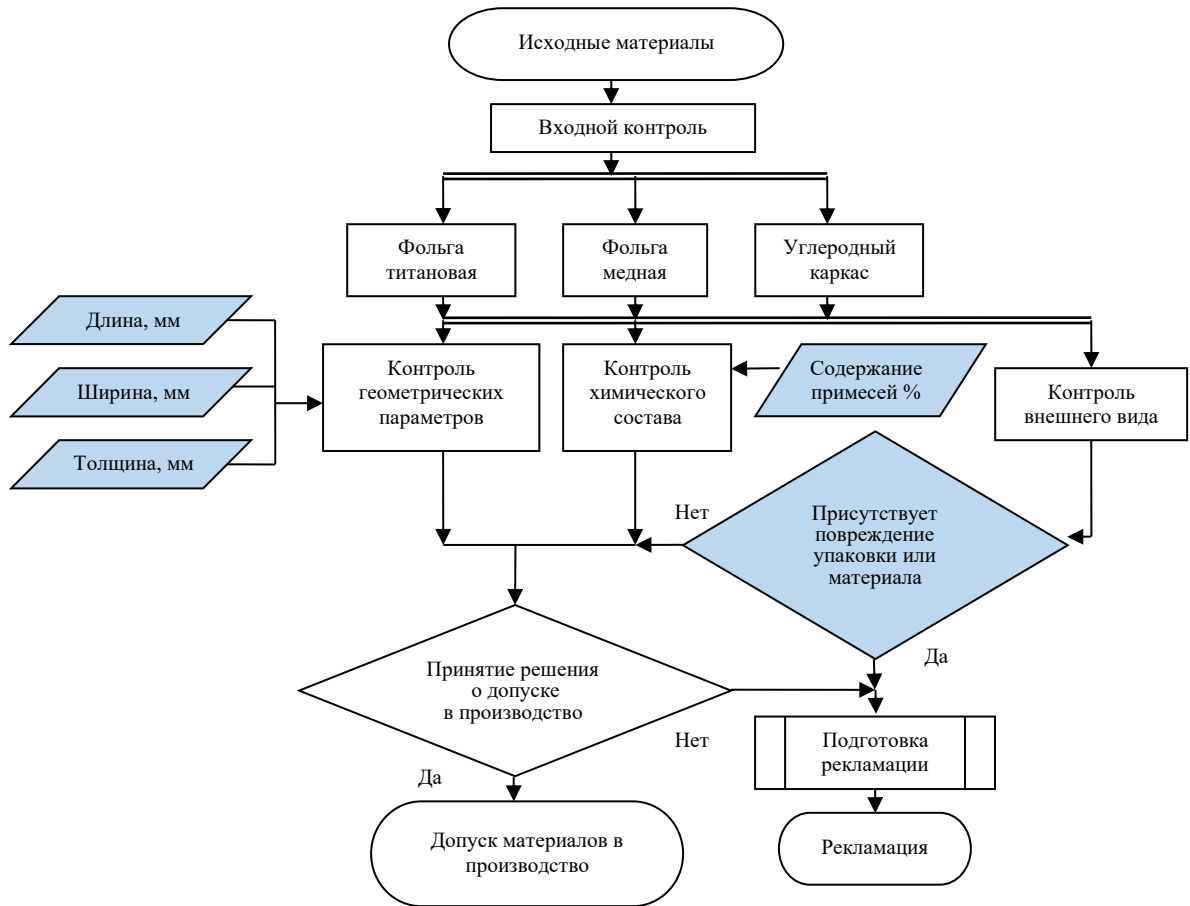 Исходные материалы
Входной контроль
Фольга
титановая
Фольга
медная
Углеродный
каркас
Длина, мм
Ширина, мм
Толщина, мм
Контроль
геометрических
параметров
Контроль
химического
состава
Содержание
примесей %
Контроль
внешнего вида
Нет
Присутствует
повреждение
упаковки или
материала
Да
Принятие решения
о допуске
в производство
Нет
Да
Подготовка
рекламации
Допуск материалов в
производство
Рекламация